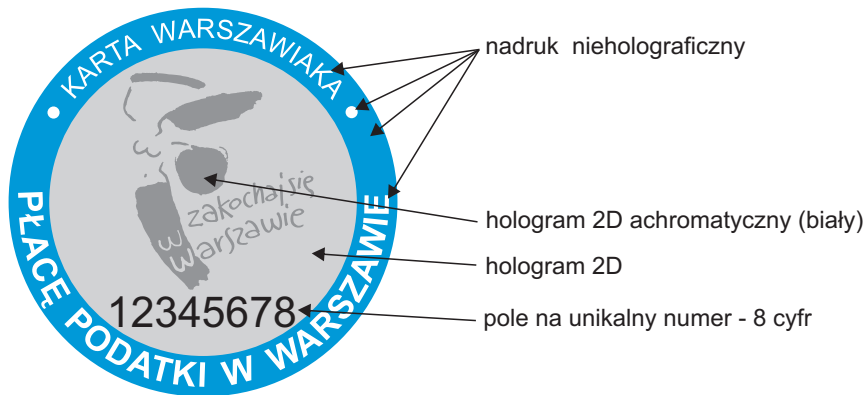 KARTA WARSZAWIAKA
zakochaj się
w warszawie
12345678
PŁACĘ PODATKI W WARSZAWIE
nadruk nieholograficzny
hologram 2D achromatyczny (biały)
hologram 2D
pole na unikalny numer - 8 cyfr